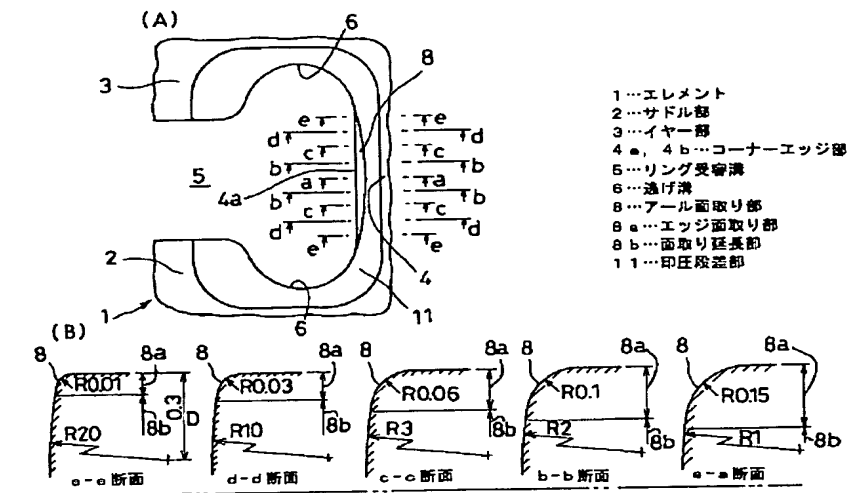 (A)
6
8
3
e e
d d
c c
b b
5
a a
4a
b b
c c
d d
e e
2
4
1
6
11
1…エレメント
2…サドル部
3…イヤー部
4a, 4b…コーナーエッジ部
5…リング受容溝
6…逃げ溝
8…アール面取り部
8a…エッジ面取り部
8b…面取り延長部
11…印圧段差部
(B)
8 8a 8 8a 8 8a 8 8a 8 8a
R0.01 R0.03 R0.06 R0.1 R0.15
0.3 D
8b 8b 8b 8b 8b
R20 R10 R3 R2 R1
e-e断面 d-d断面 c-c断面 b-b断面 a-a断面